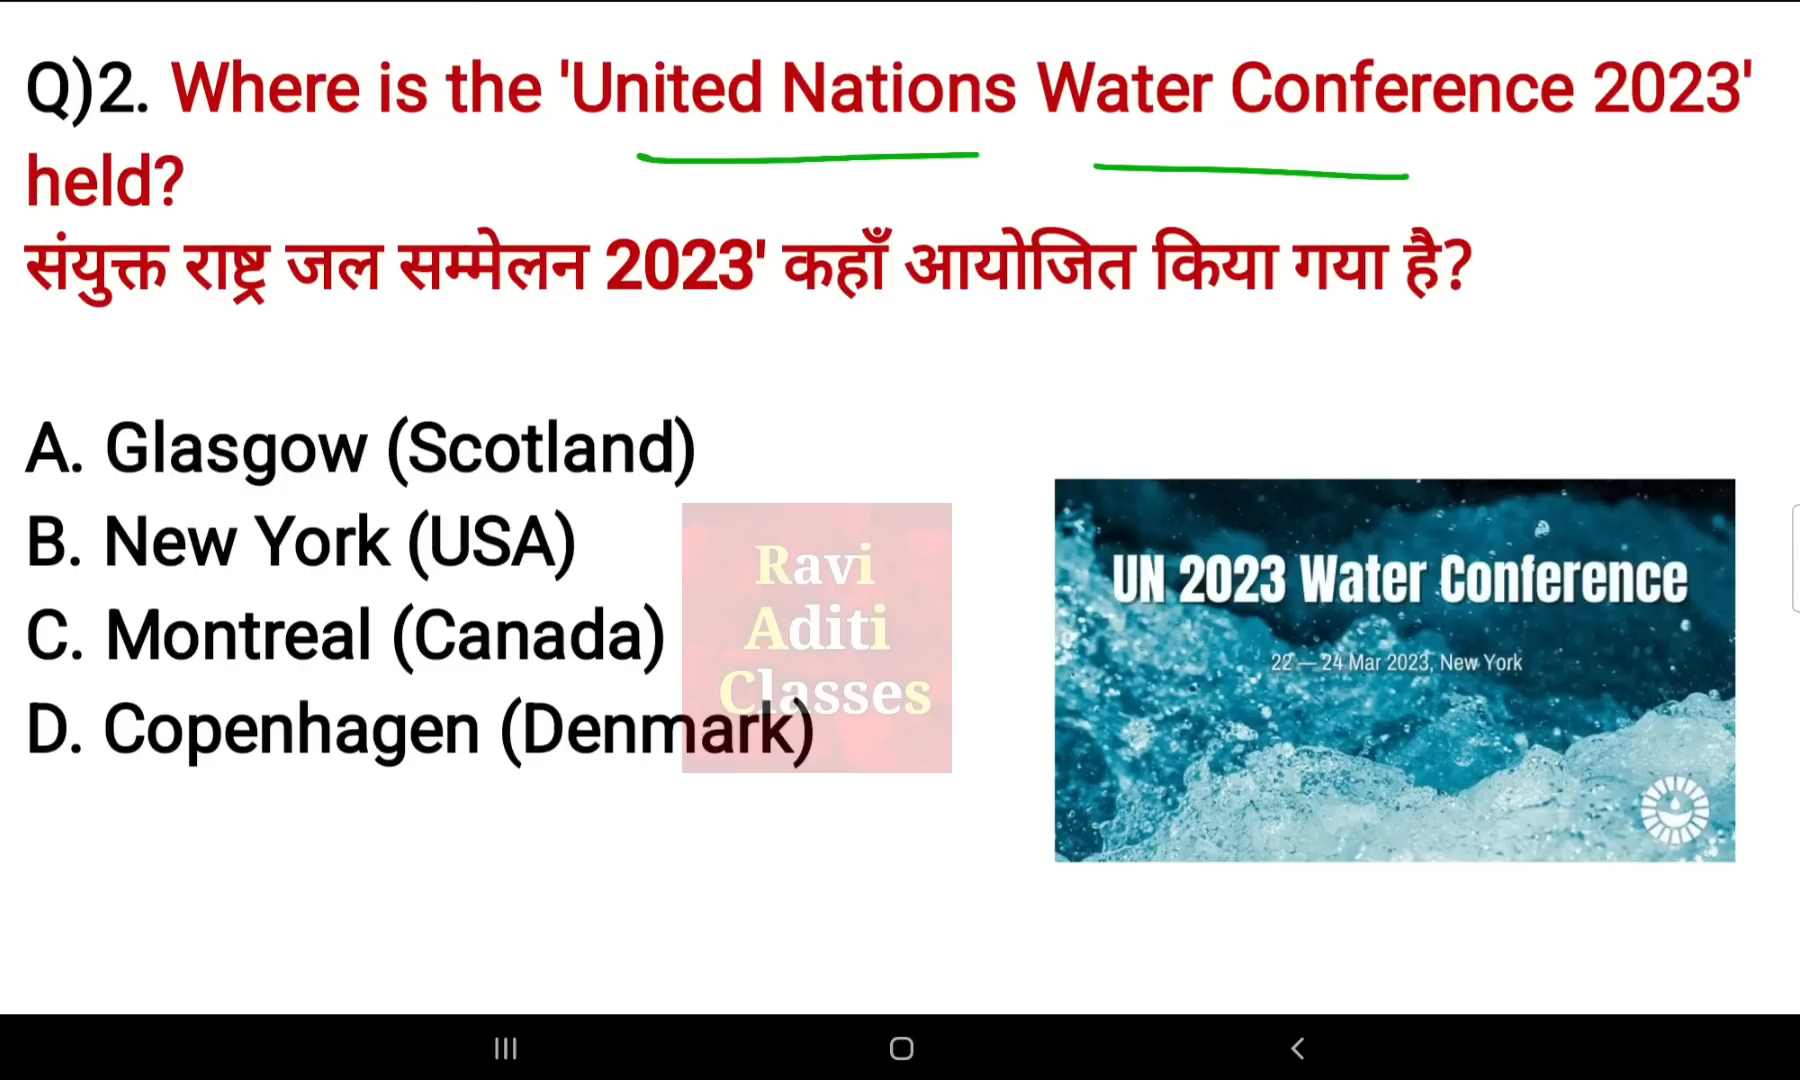 Q)2. Where is the 'United Nations Water Conference 2023'
held?
संयुक्त राष्ट्र जल सम्मेलन 2023' कहाँ आयोजित किया गया है?
A. Glasgow (Scotland)
B. New York (USA)
C. Montreal (Canada)
D. Copenhagen (Denmark)
Ravi
Aditi
Classes
UN 2023 Water Conference
22 — 24 Mar 2023, New York